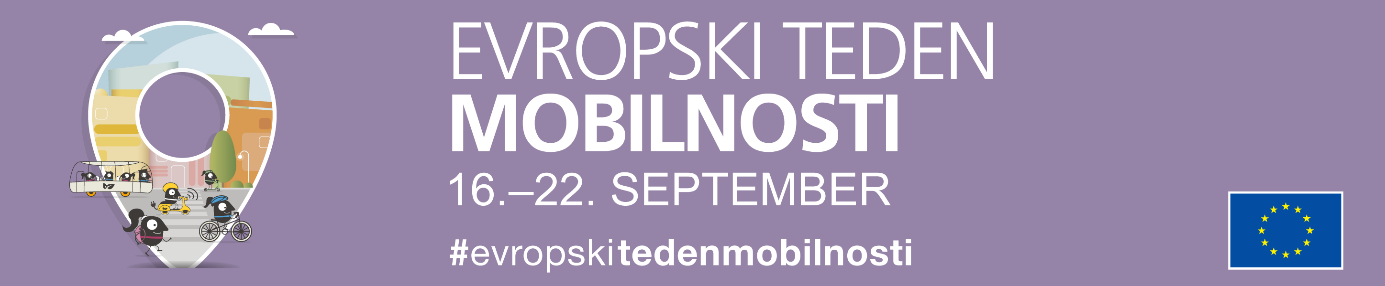 EVROPSKI TEDEN
MOBILNOSTI
16.–22. SEPTEMBER
#evropskitedenmobilnosti